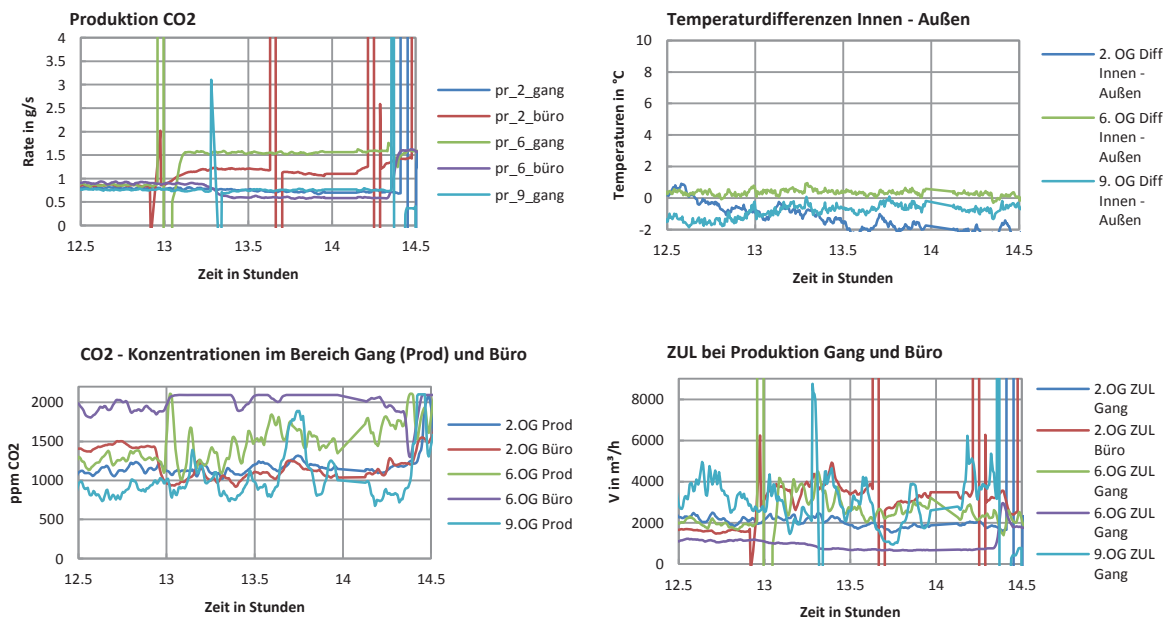 Produktion CO2
4
3.5
3
2.5
2
1.5
1
0.5
0
Rate in g/s
12.5 13 13.5 14 14.5
Zeit in Stunden
pr_2_gang
pr_2_büro
pr_6_gang
pr_6_büro
pr_9_gang
Temperaturdifferenzen Innen - Außen
10
8
6
4
2
0
-2
Temperaturen in °C
12.5 13 13.5 14 14.5
Zeit in Stunden
2. OG Diff
Innen -
Außen
6. OG Diff
Innen -
Außen
9. OG Diff
Innen -
Außen
CO2 - Konzentrationen im Bereich Gang (Prod) und Büro
2000
1500
1000
500
0
ppm CO2
12.5 13 13.5 14 14.5
Zeit in Stunden
2.OG Prod
2.OG Büro
6.OG Prod
6.OG Büro
9.OG Prod
ZUL bei Produktion Gang und Büro
8000
6000
4000
2000
0
V in m³/h
12.5 13 13.5 14 14.5
Zeit in Stunden
2.OG ZUL
Gang
2.OG ZUL
Büro
6.OG ZUL
Gang
6.OG ZUL
Gang
9.OG ZUL
Gang